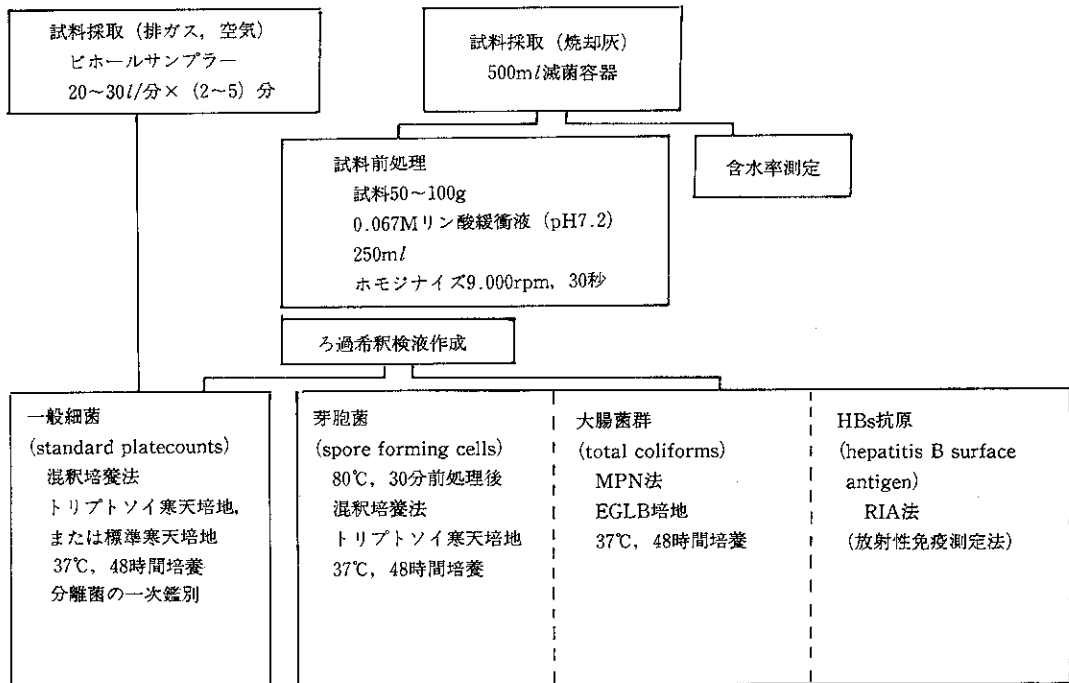 試料採取（排ガス，空気）
ピホールサンプラー
20～30l/分×（2～5）分
試料採取（焼却灰）
500ml滅菌容器
試料前処理
試料50～100g
0.067Mリン酸緩衝液（pH7.2）
250ml
ホモジナイズ9.000rpm，30秒
含水率測定
ろ過希釈検液作成
一般細菌
(standard platecounts)
混釈培養法
トリプトソイ寒天培地，
または標準寒天培地
37℃，48時間培養
分離菌の一次鑑別
芽胞菌
(spore forming cells)
80℃，30分前処理後
混釈培養法
トリプトソイ寒天培地
37℃，48時間培養
大腸菌群
(total coliforms)
MPN法
EGLB培地
37℃，48時間培養
HBs抗原
(hepatitis B surface
antigen)
RIA法
(放射性免疫測定法)